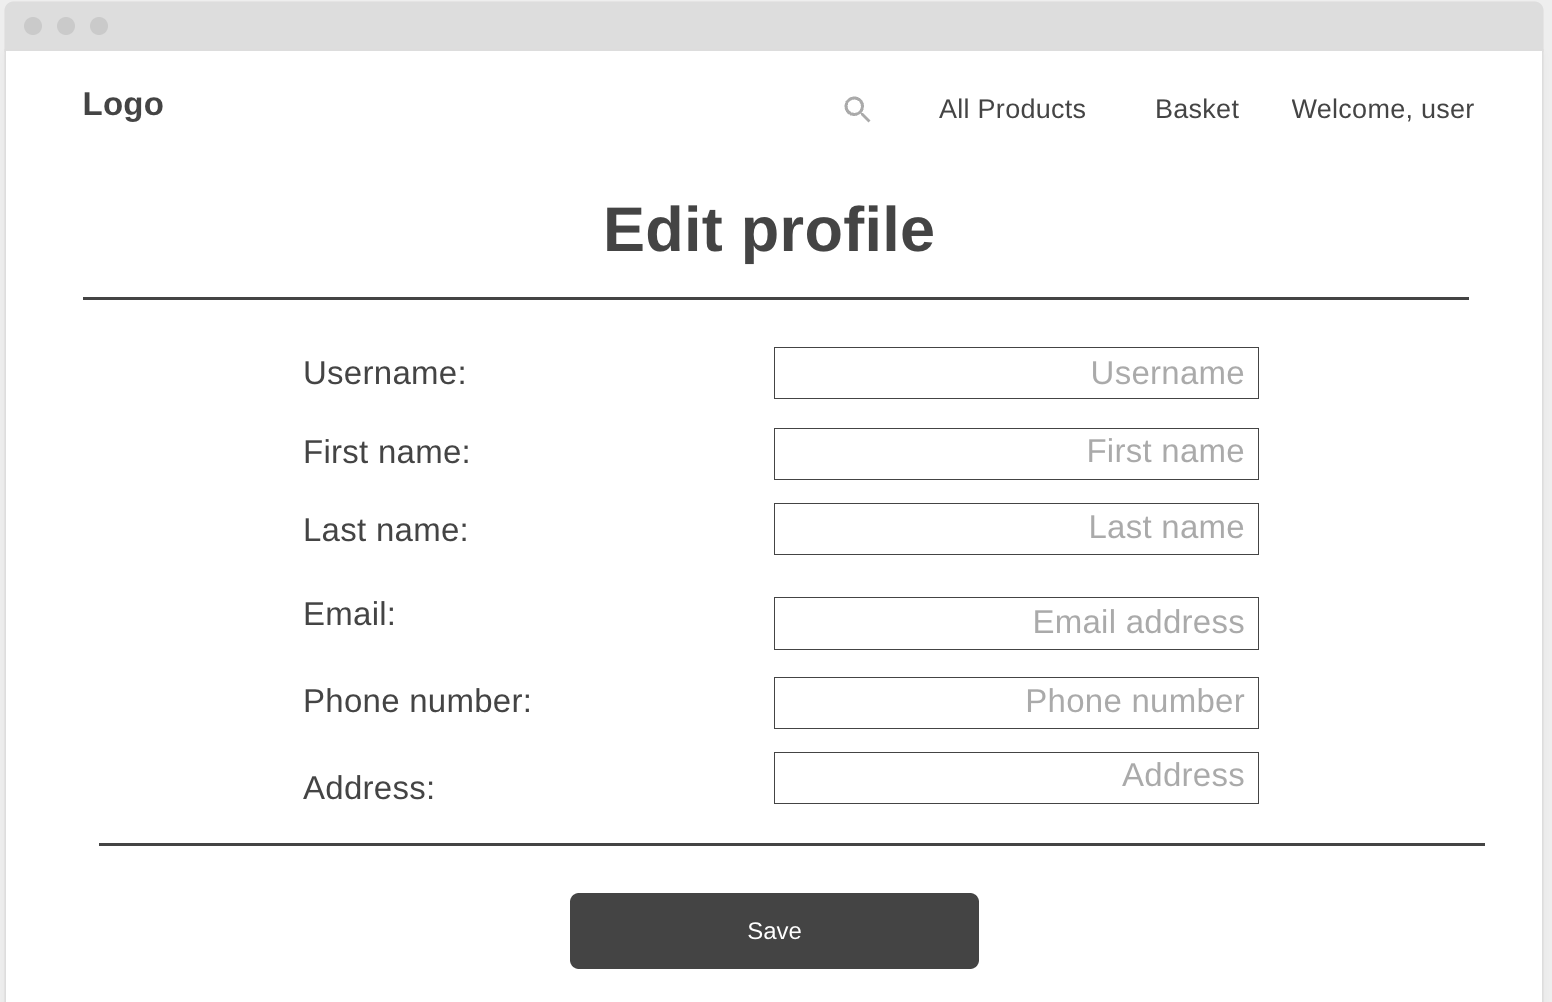 Logo
All Products Basket Welcome, user
Edit profile
Username: Username
First name: First name
Last name: Last name
Email: Email address
Phone number: Phone number
Address: Address
Save